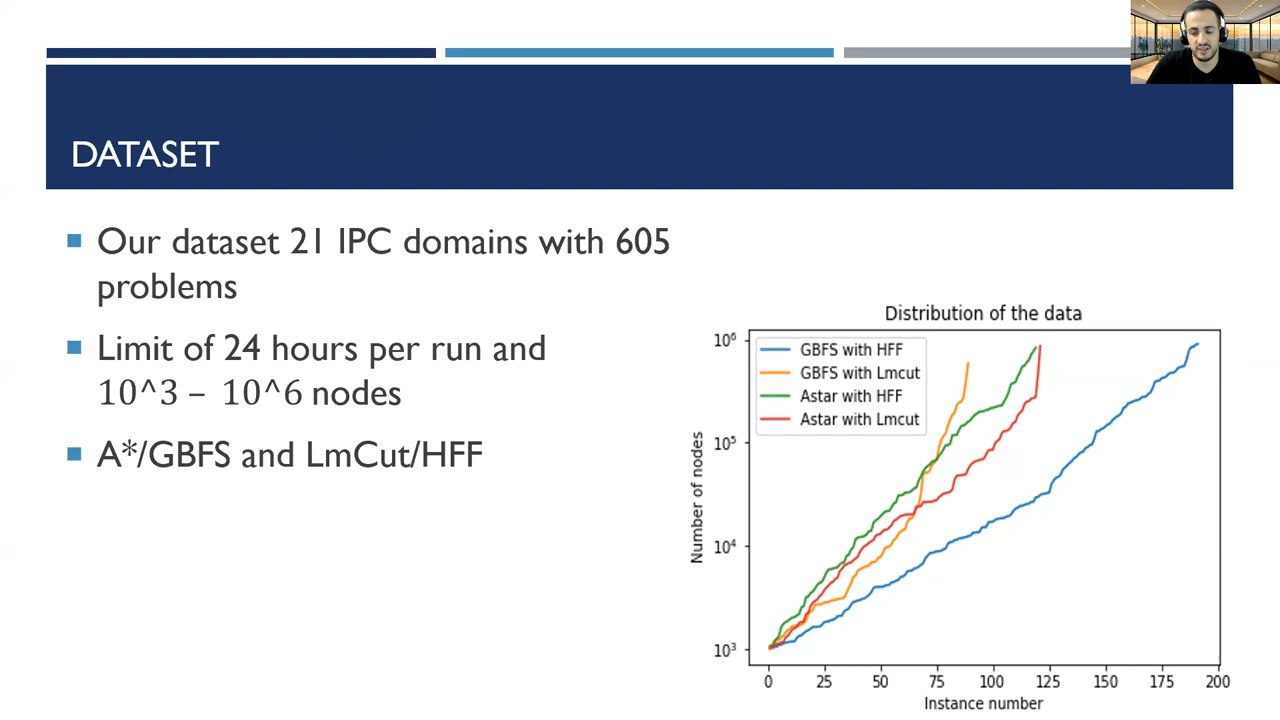 DATASET
Our dataset 21 IPC domains with 605
problems
Limit of 24 hours per run and
10^3 – 10^6 nodes
A*/GBFS and LmCut/HFF
Distribution of the data
GBFS with HFF
GBFS with Lmcut
Astar with HFF
Astar with Lmcut
Number of nodes
10⁶
10⁵
10⁴
10³
0 25 50 75 100 125 150 175 200
Instance number